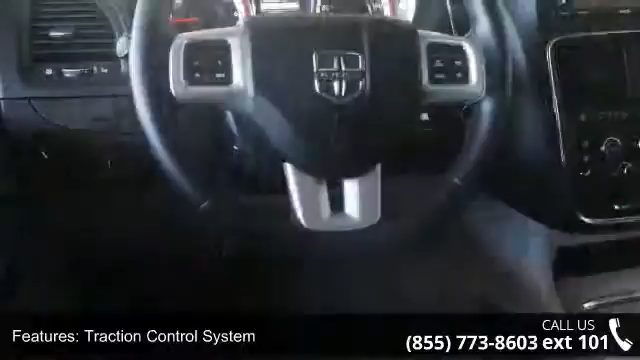 CALL US
Features: Traction Control System
(855) 773-8603 ext 101